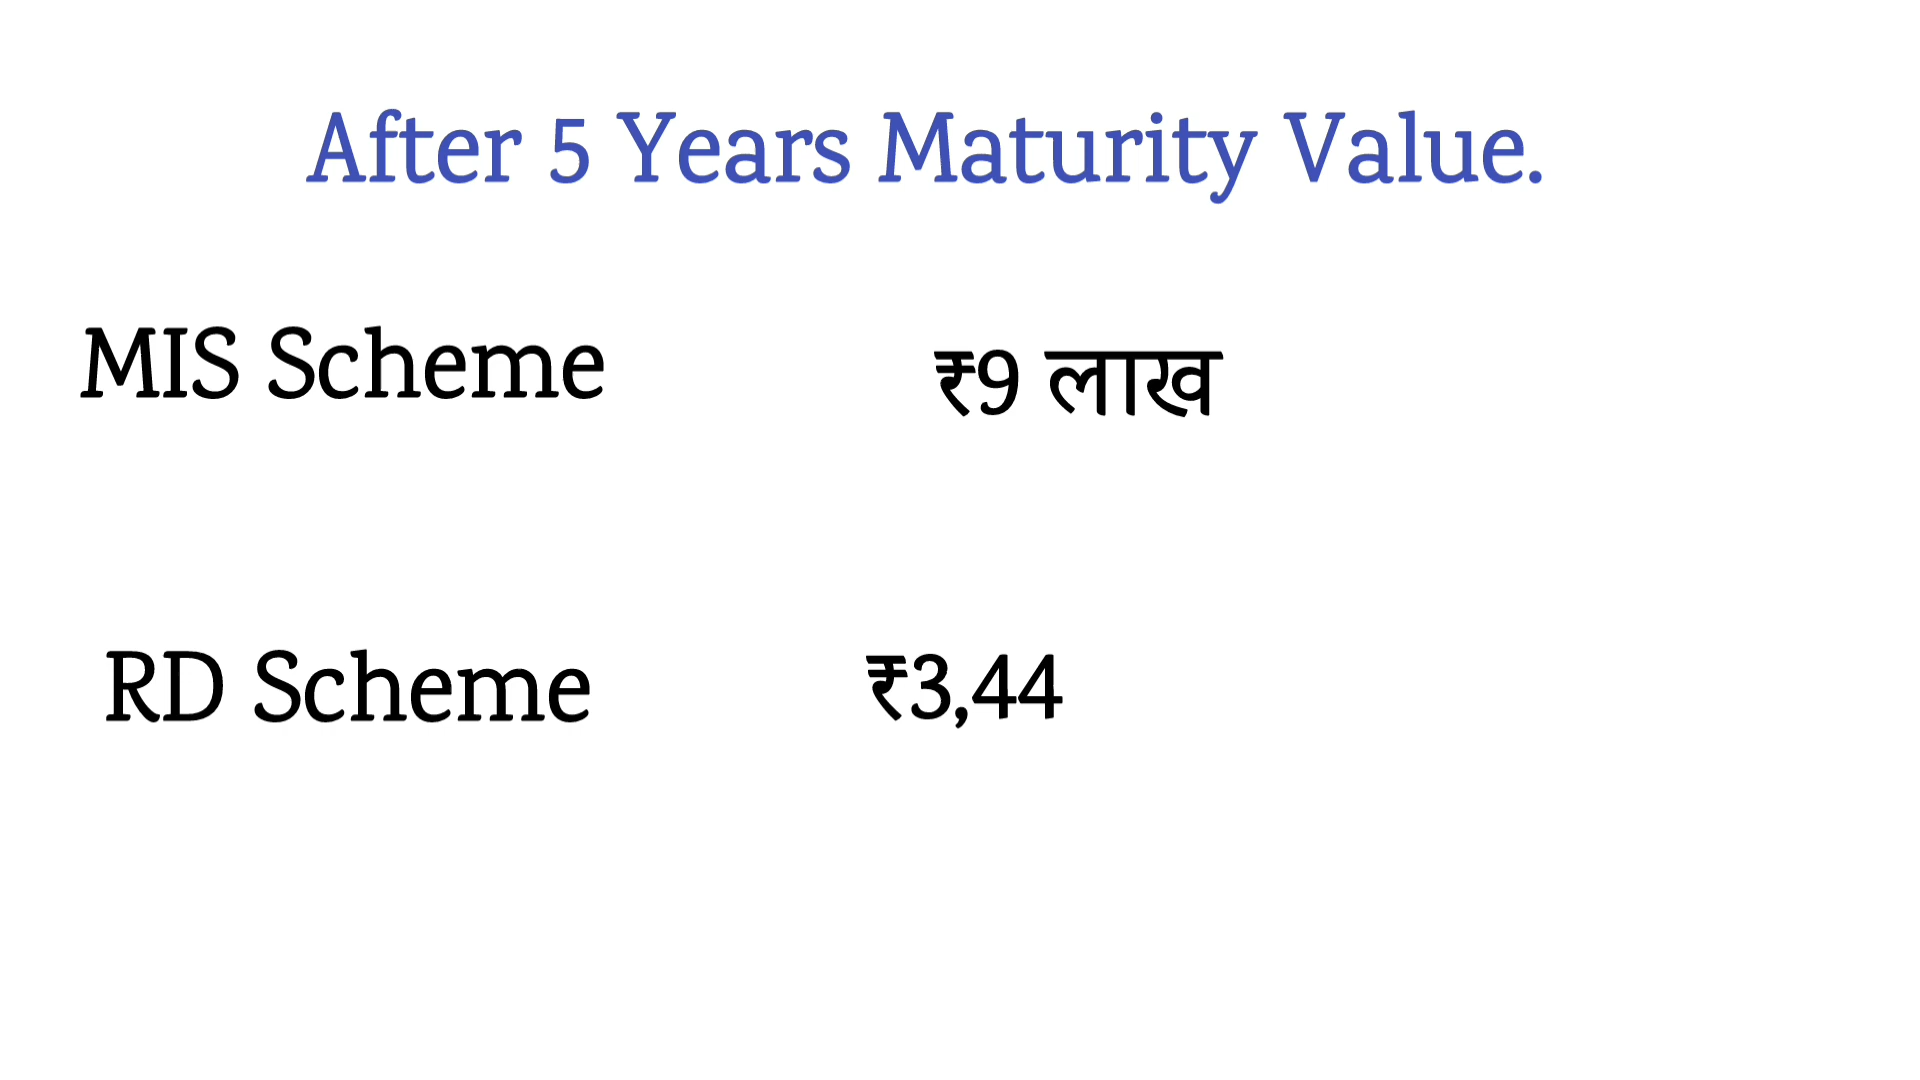 After 5 Years Maturity Value.
MIS Scheme ₹9 लाख
RD Scheme ₹3,44